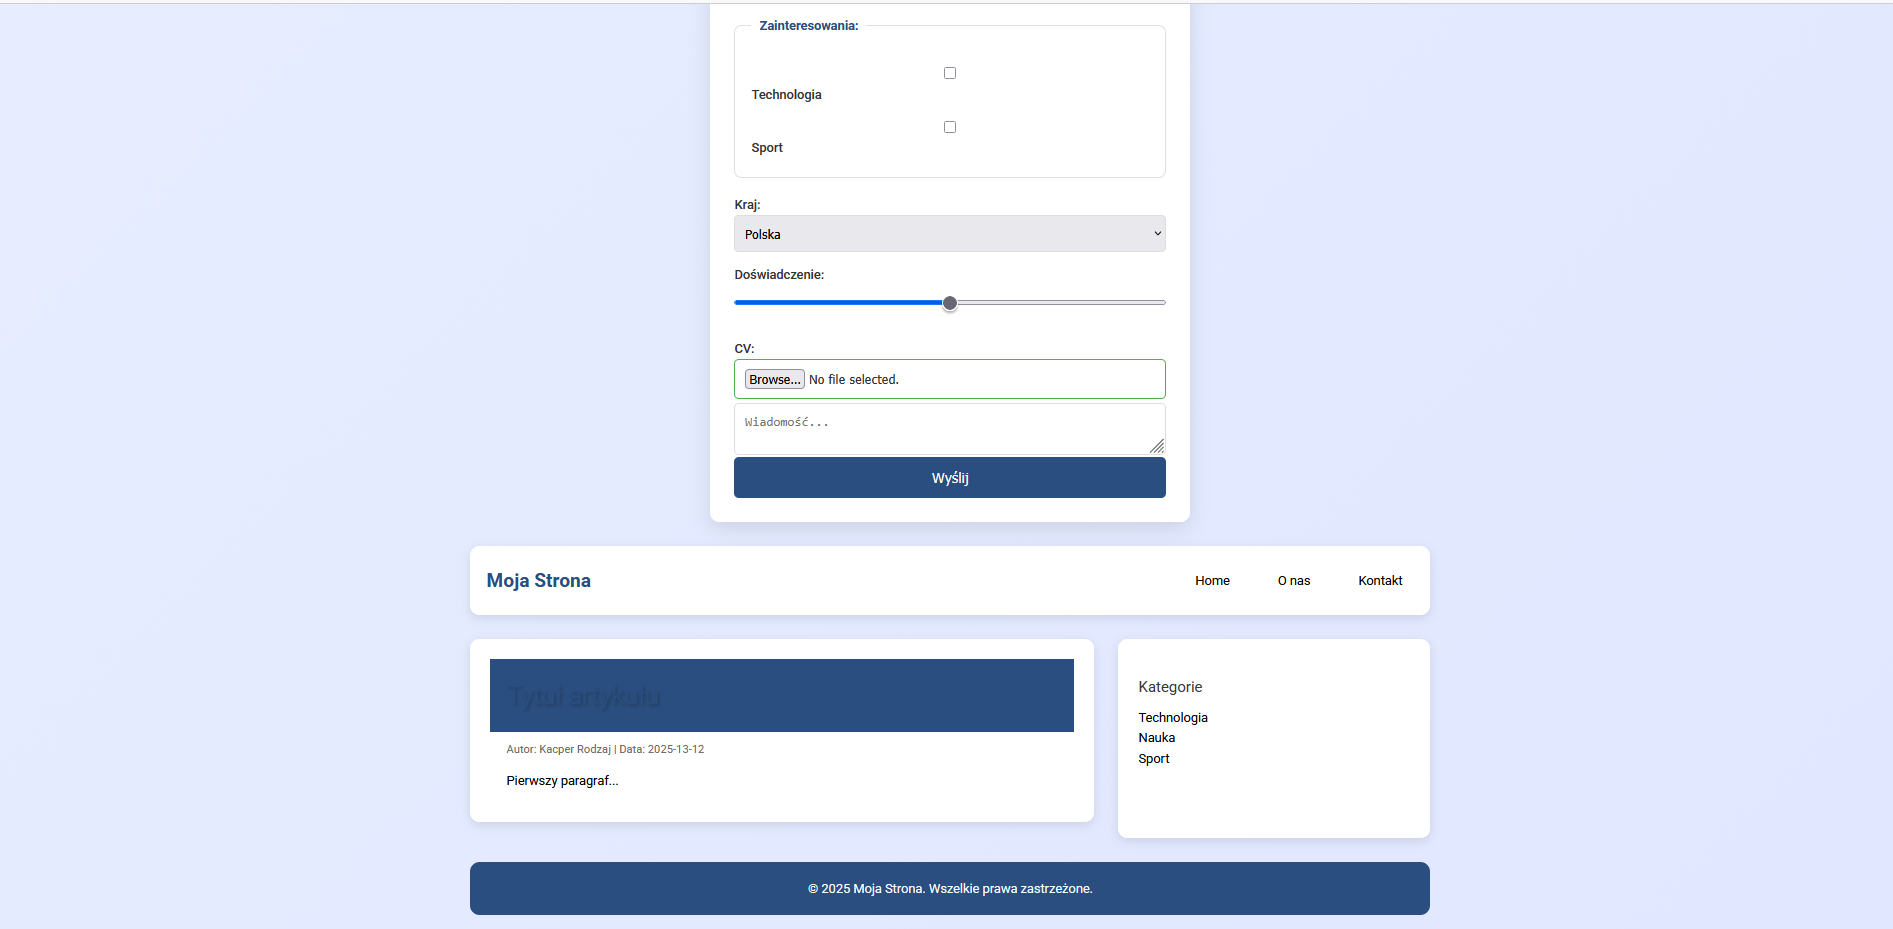 Zainteresowania:
Technologia
Sport
Kraj:
Polska
Doświadczenie:
CV:
Browse... No file selected.
Wiadomość...
Wyślij
Moja Strona
Home O nas Kontakt
Tytuł artykułu
Autor: Kacper Rodzaj | Data: 2025-13-12
Pierwszy paragraf...
Kategorie
Technologia
Nauka
Sport
© 2025 Moja Strona. Wszelkie prawa zastrzeżone.